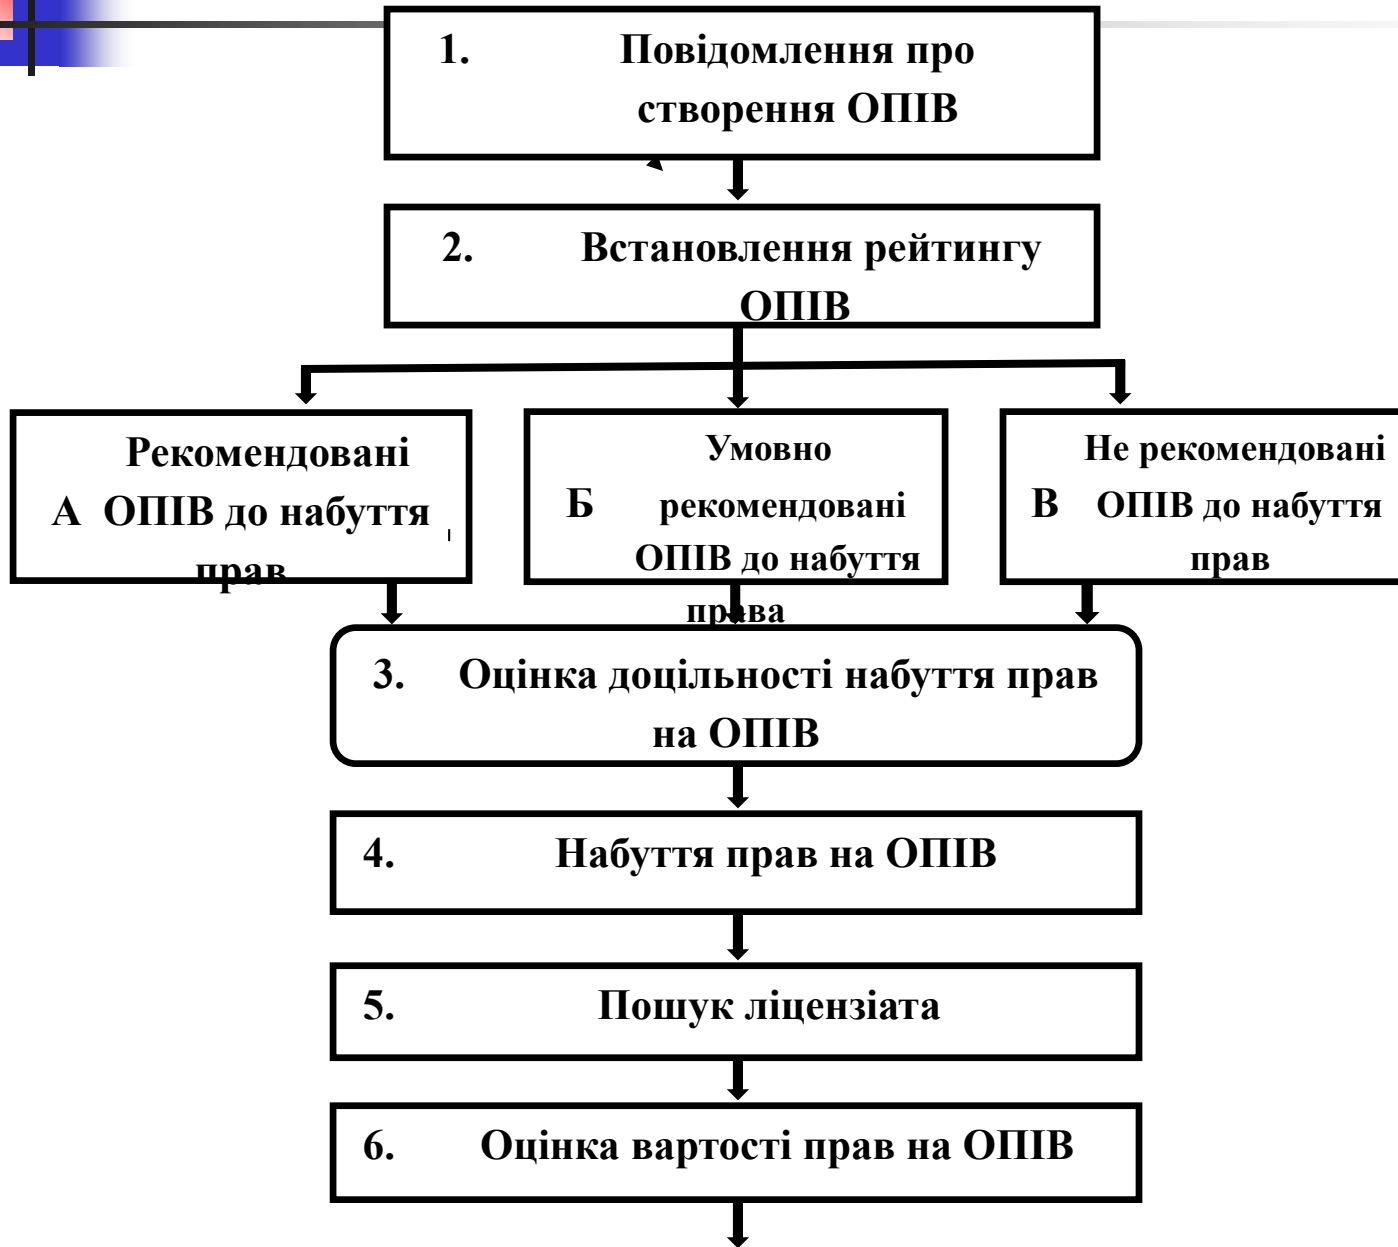 1. Повідомлення про
створення ОПІВ
2. Встановлення рейтингу
ОПІВ
Рекомендовані
А ОПІВ до набуття
прав
Умовно
Б рекомендовані
ОПІВ до набуття
права
Не рекомендовані
В ОПІВ до набуття
прав
3. Оцінка доцільності набуття прав
на ОПІВ
4. Набуття прав на ОПІВ
5. Пошук ліцензіата
6. Оцінка вартості прав на ОПІВ